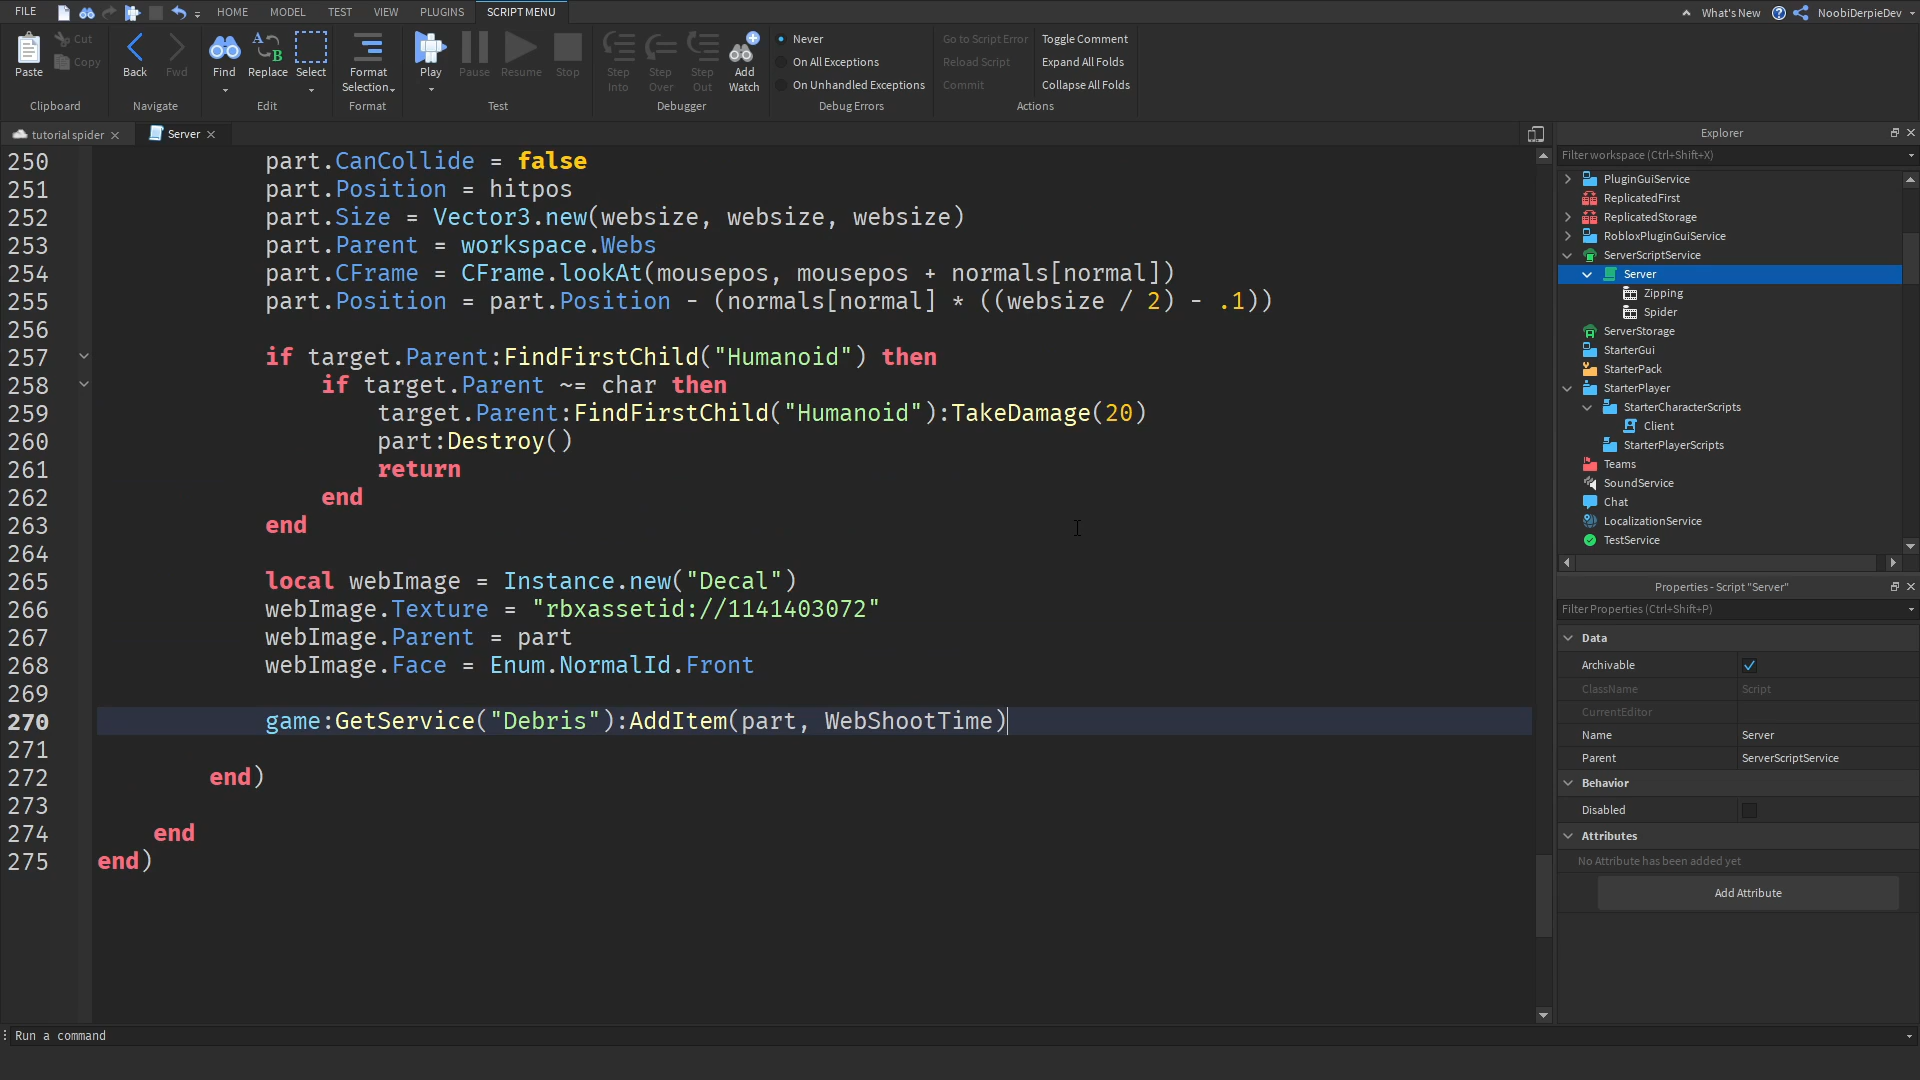 FILE
HOME
MODEL
TEST
VIEW
PLUGINS
SCRIPT MENU
What's New
NoobiDerpieDev
Paste
Cut
Copy
Clipboard
Back
Fwd
Navigate
Find
Replace
Select
Edit
Format
Selection
Format
Play
Pause
Resume
Stop
Test
Step
Into
Step
Over
Step
Out
Add
Watch
Debugger
Never
On All Exceptions
On Unhandled Exceptions
Debug Errors
Go to Script Error
Reload Script
Commit
Toggle Comment
Expand All Folds
Collapse All Folds
Actions
tutorial spider
Server
250 part.CanCollide = false
251 part.Position = hitpos
252 part.Size = Vector3.new(websize, websize, websize)
253 part.Parent = workspace.Webs
254 part.CFrame = CFrame.lookAt(mousepos, mousepos + normals[normal])
255 part.Position = part.Position - (normals[normal] * ((websize / 2) - .1))
256
257 if target.Parent:FindFirstChild("Humanoid") then
258 if target.Parent ~= char then
259 target.Parent:FindFirstChild("Humanoid"):TakeDamage(20)
260 part:Destroy()
261 return
262 end
263 end
264
265 local webImage = Instance.new("Decal")
266 webImage.Texture = "rbxassetid://1141403072"
267 webImage.Parent = part
268 webImage.Face = Enum.NormalId.Front
269
270 game:GetService("Debris"):AddItem(part, WebShootTime)
271
272 end)
273
274 end
275 end)
Run a command
Explorer
Filter workspace (Ctrl+Shift+X)
PluginGuiService
ReplicatedFirst
ReplicatedStorage
RobloxPluginGuiService
ServerScriptService
Server
Zipping
Spider
ServerStorage
StarterGui
StarterPack
StarterPlayer
StarterCharacterScripts
Client
StarterPlayerScripts
Teams
SoundService
Chat
LocalizationService
TestService
Properties - Script "Server"
Filter Properties (Ctrl+Shift+P)
Data
Archivable
ClassName Script
CurrentEditor
Name Server
Parent ServerScriptService
Behavior
Disabled
Attributes
No Attribute has been added yet
Add Attribute